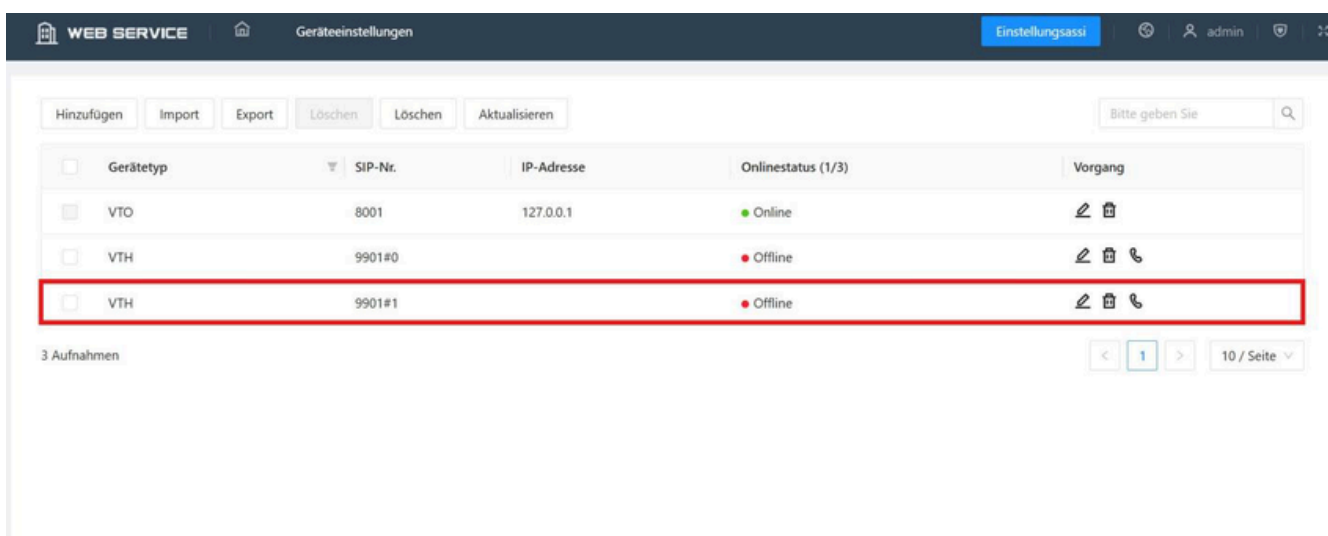 WEB SERVICE Geräteeinstellungen Einstellungsassi admin
Hinzufügen Import Export Löschen Löschen Aktualisieren Bitte geben Sie
Gerätetyp SIP-Nr. IP-Adresse Onlinestatus (1/3) Vorgang
VTO 8001 127.0.0.1 Online
VTH 9901#0 Offline
VTH 9901#1 Offline
3 Aufnahmen < 1 > 10 / Seite